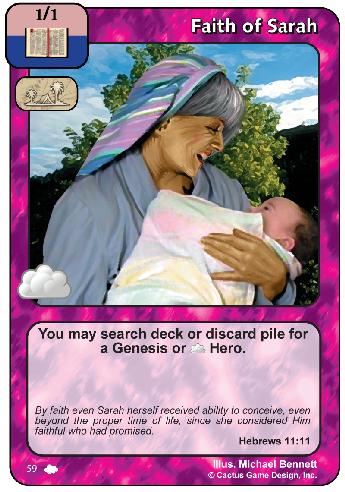 1/1
Faith of Sarah
You may search deck or discard pile for
a Genesis or Hero.
By faith even Sarah herself received ability to conceive, even
beyond the proper time of life, since she considered Him
faithful who had promised.
Hebrews 11:11
Illus. Michael Bennett
59 © Cactus Game Design, Inc.